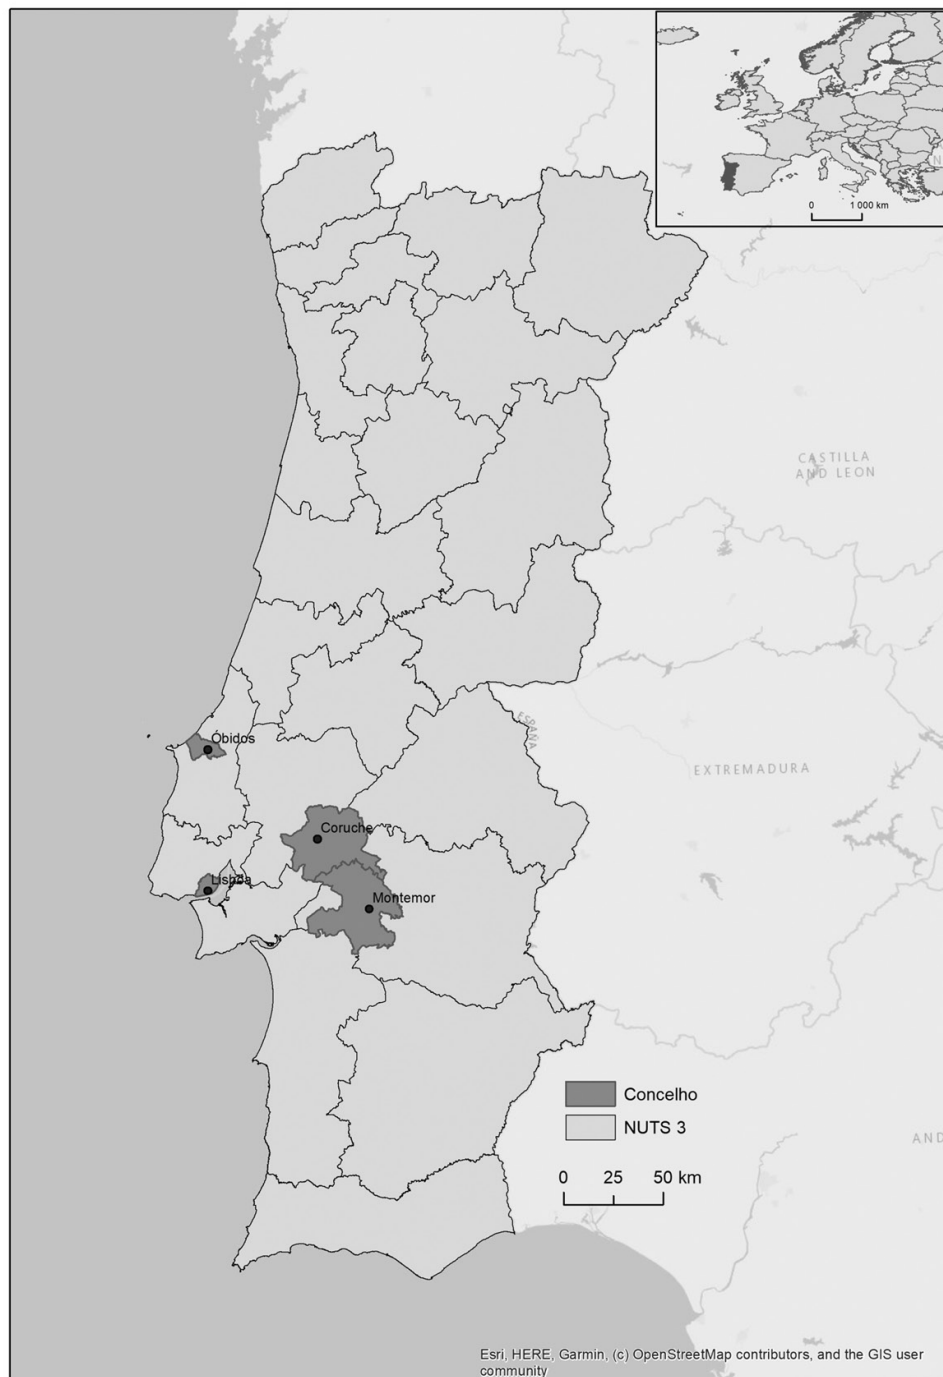 N
0 1 000 km
CASTILLA
AND LEON
ESPAÑA
Óbidos
EXTREMADURA
Coruche
Lisboa
Montemor
Concelho
NUTS 3
AND
0 25 50 km
Esri, HERE, Garmin, (c) OpenStreetMap contributors, and the GIS user
community